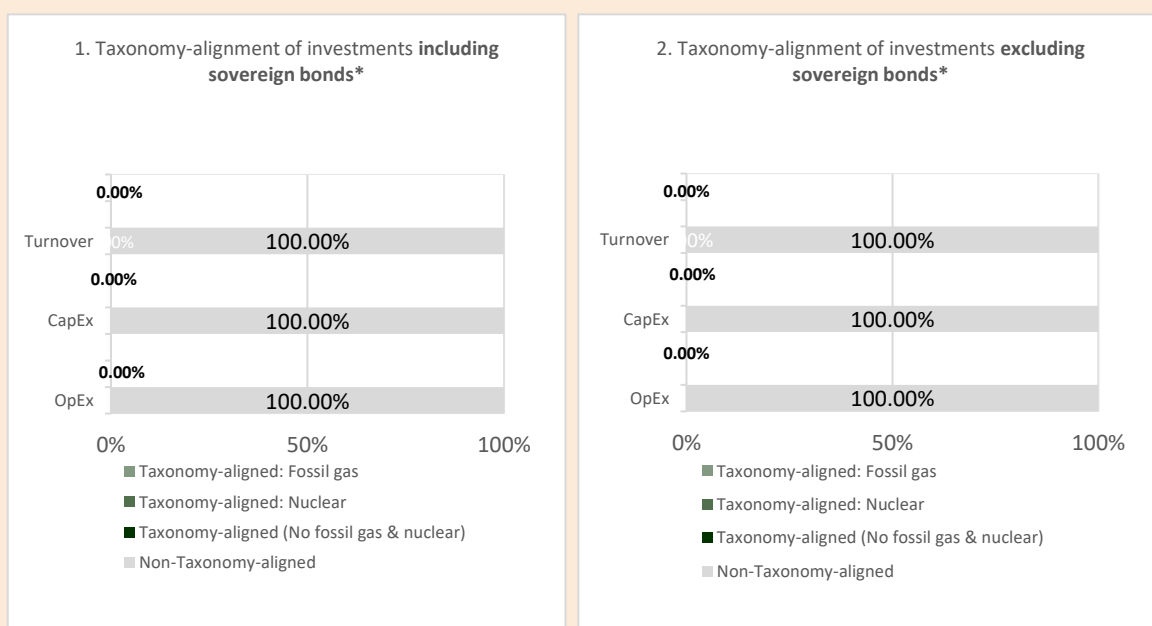 1. Taxonomy-alignment of investments including
sovereign bonds*
0.00%
Turnover 100.00%
0.00%
CapEx 100.00%
0.00%
OpEx 100.00%
0% 50% 100%
Taxonomy-aligned: Fossil gas
Taxonomy-aligned: Nuclear
Taxonomy-aligned (No fossil gas & nuclear)
Non-Taxonomy-aligned
2. Taxonomy-alignment of investments excluding
sovereign bonds*
0.00%
Turnover 100.00%
0.00%
CapEx 100.00%
0.00%
OpEx 100.00%
0% 50% 100%
Taxonomy-aligned: Fossil gas
Taxonomy-aligned: Nuclear
Taxonomy-aligned (No fossil gas & nuclear)
Non-Taxonomy-aligned